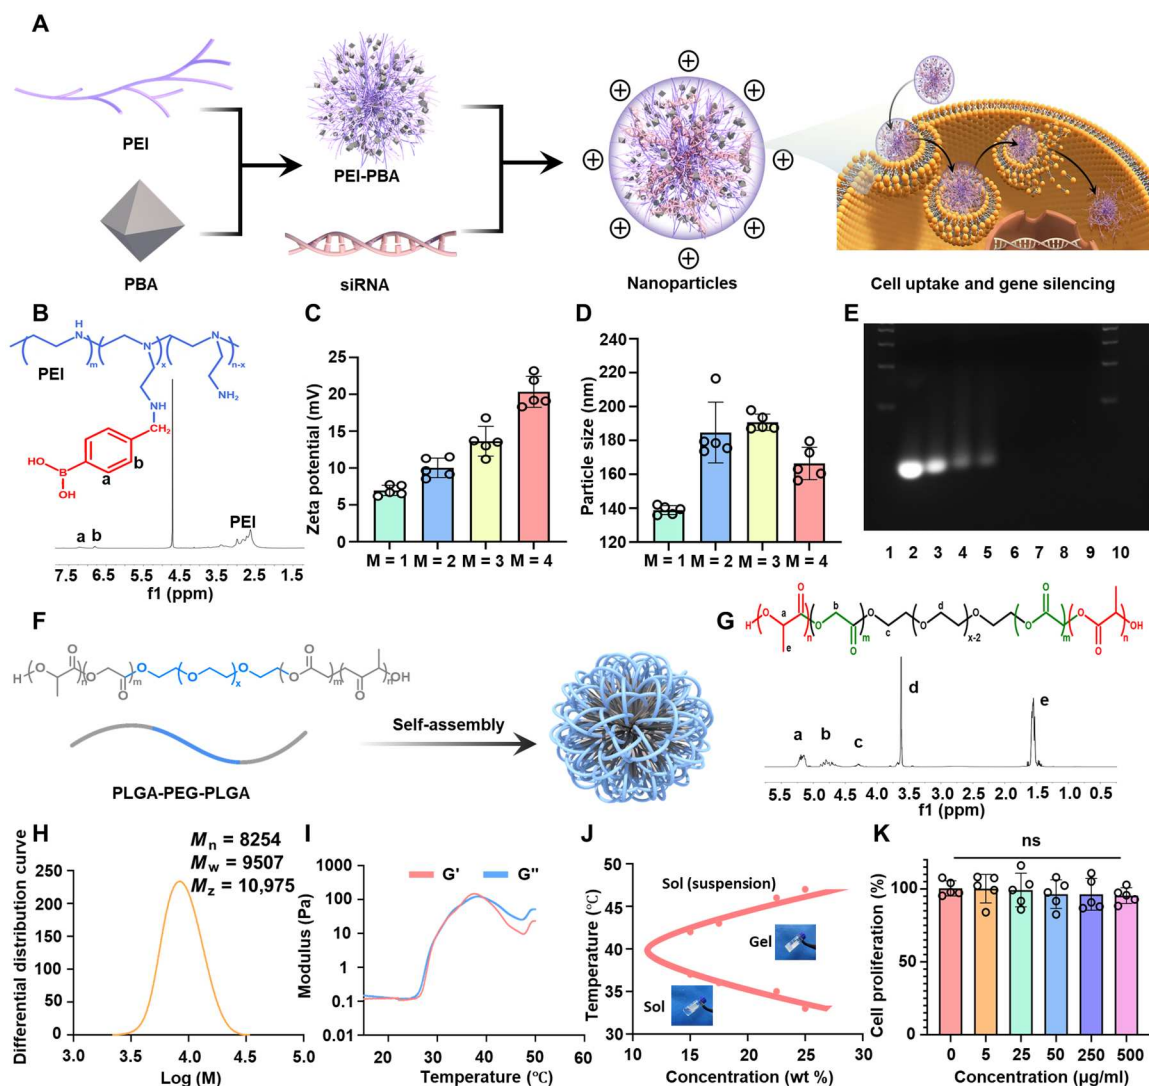 A
PEI
PBA
PEI-PBA
siRNA
Nanoparticles
Cell uptake and gene silencing
B
H
N
m
N
x
N
n-x
PEI
NH₂
NH
CH₂
HO
B
OH
a
b
a b
PEI
7.5 6.5 4.5 2.5 1.5
f1 (ppm)
C
Zeta potential (mV)
25
20
15
10
5
0
M = 1 M = 2 M = 3 M = 4
D
Particle size (nm)
240
220
200
180
160
140
120
M = 1 M = 2 M = 3 M = 4
E
1 2 3 4 5 6 7 8 9 10
F
H O O n O m O O O x O O m O n OH
PLGA-PEG-PLGA
Self-assembly
G
H O a O n O b O m O c O d O x-2 O O m O O n OH
e
a b c d e
5.5 5.0 4.5 4.0 3.5 3.0 2.5 2.0 1.5 1.0 0.5
f1 (ppm)
H
Mn = 8254
Mw = 9507
Mz = 10,975
Differential distribution curve
250
200
150
100
50
0
3.0 3.5 4.0 4.5 5.0
Log (M)
I
G' G''
Modulus (Pa)
1000
100
10
1
0.1
0.01
20 30 40 50 60
Temperature (℃)
J
Temperature (℃)
50
45
40
35
30
Sol (suspension)
Gel
Sol
10 15 20 25 30
Concentration (wt %)
K
ns
Cell proliferation (%)
100
50
0
0 5 25 50 250 500
Concentration (µg/ml)